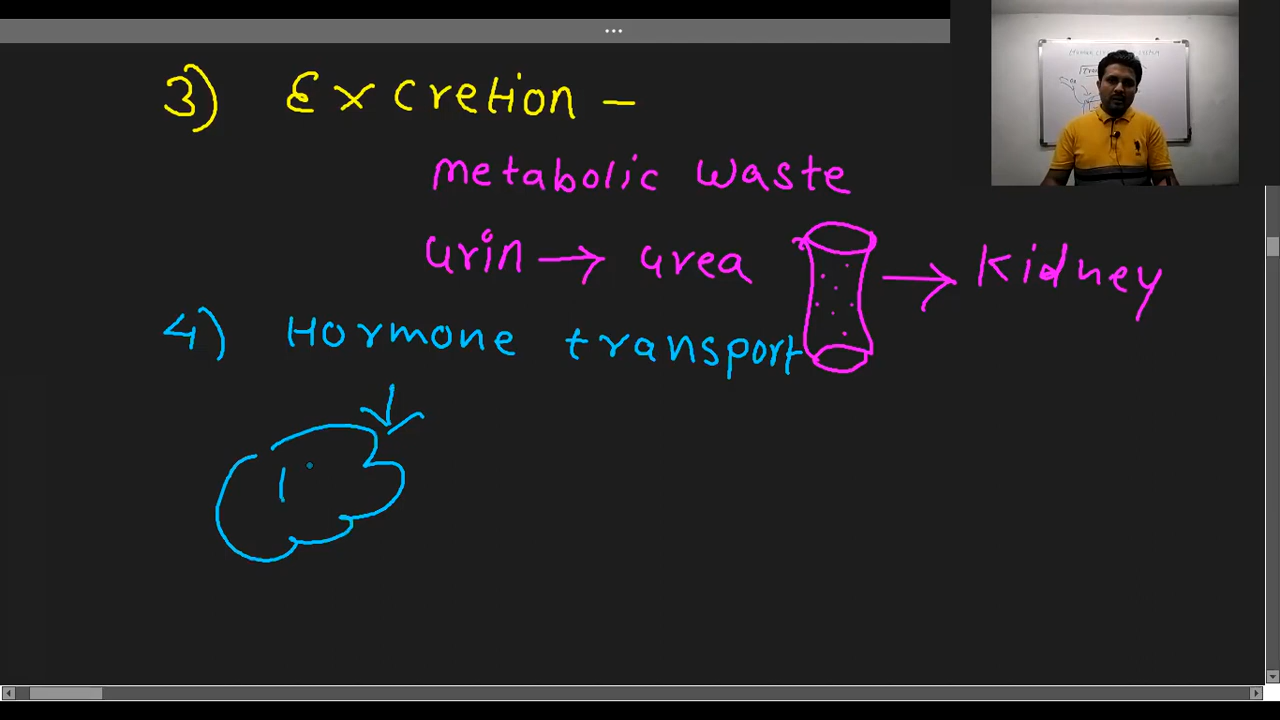 3) Excretion -
metabolic waste
urin → urea → Kidney
4) Hormone transport